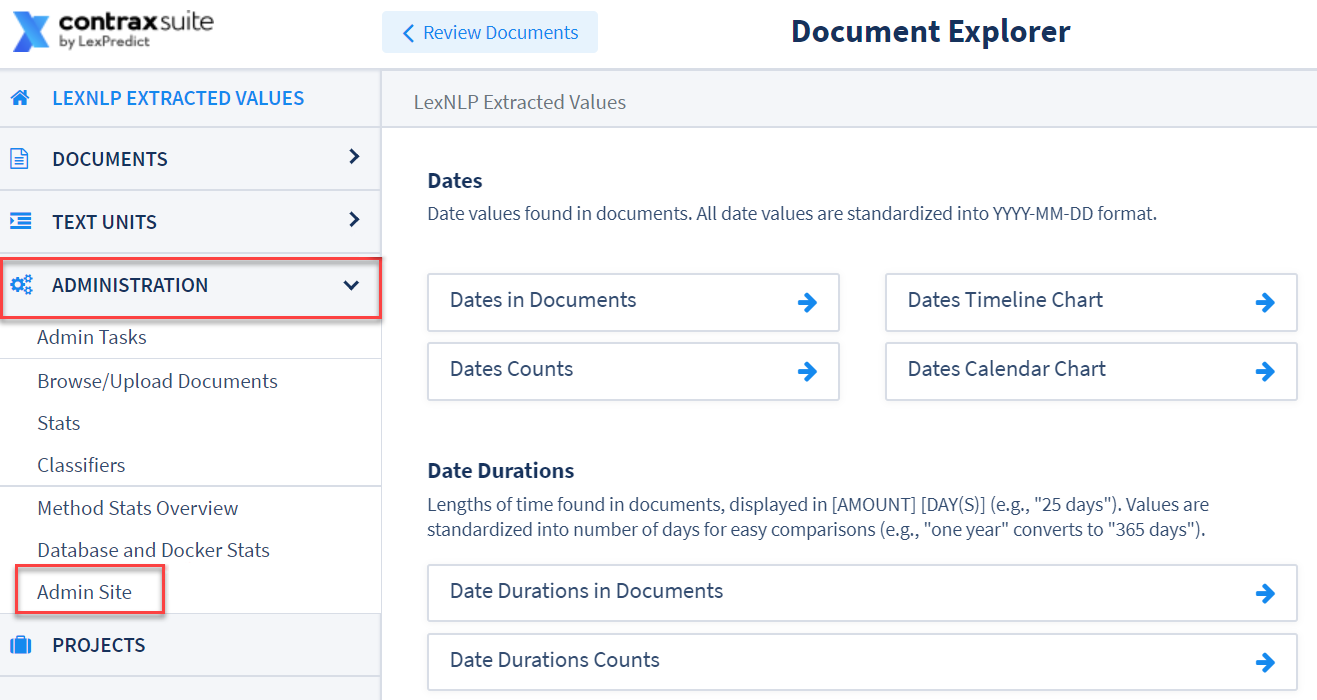 contraxsuite
by LexPredict
Review Documents
Document Explorer
LEXNLP EXTRACTED VALUES
DOCUMENTS
TEXT UNITS
ADMINISTRATION
Admin Tasks
Browse/Upload Documents
Stats
Classifiers
Method Stats Overview
Database and Docker Stats
Admin Site
PROJECTS
LexNLP Extracted Values
Dates
Date values found in documents. All date values are standardized into YYYY-MM-DD format.
Dates in Documents
Dates Timeline Chart
Dates Counts
Dates Calendar Chart
Date Durations
Lengths of time found in documents, displayed in [AMOUNT] [DAY(S)] (e.g., "25 days"). Values are
standardized into number of days for easy comparisons (e.g., "one year" converts to "365 days").
Date Durations in Documents
Date Durations Counts